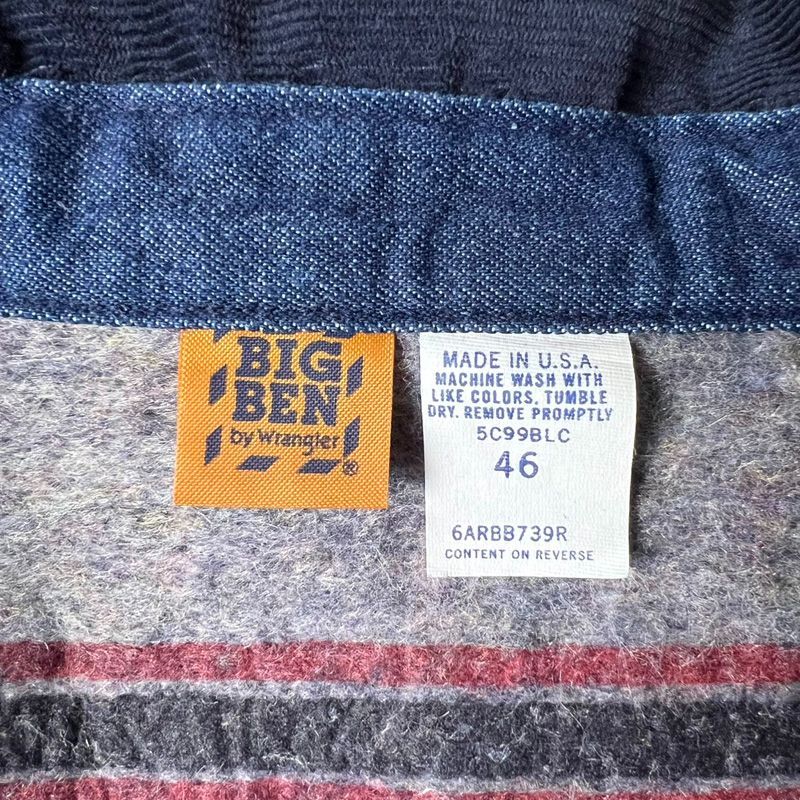 BIG
BEN
by Wrangler
®
MADE IN U.S.A.
MACHINE WASH WITH
LIKE COLORS. TUMBLE
DRY. REMOVE PROMPTLY
5C99BLC
46
6ARBB739R
CONTENT ON REVERSE